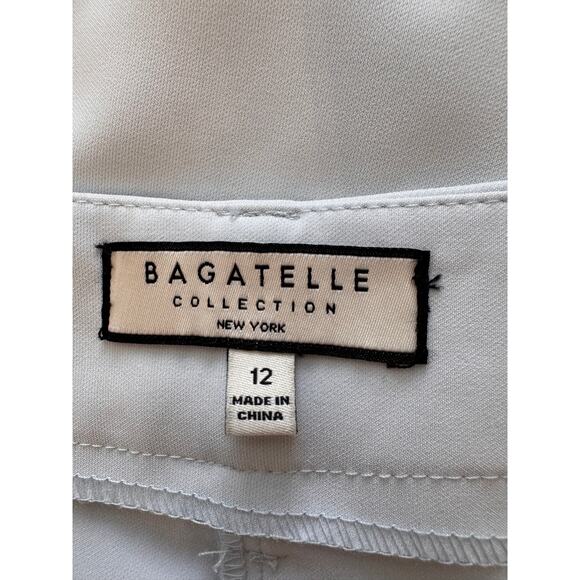 BAGATELLE
COLLECTION
NEW YORK
12
MADE IN
CHINA